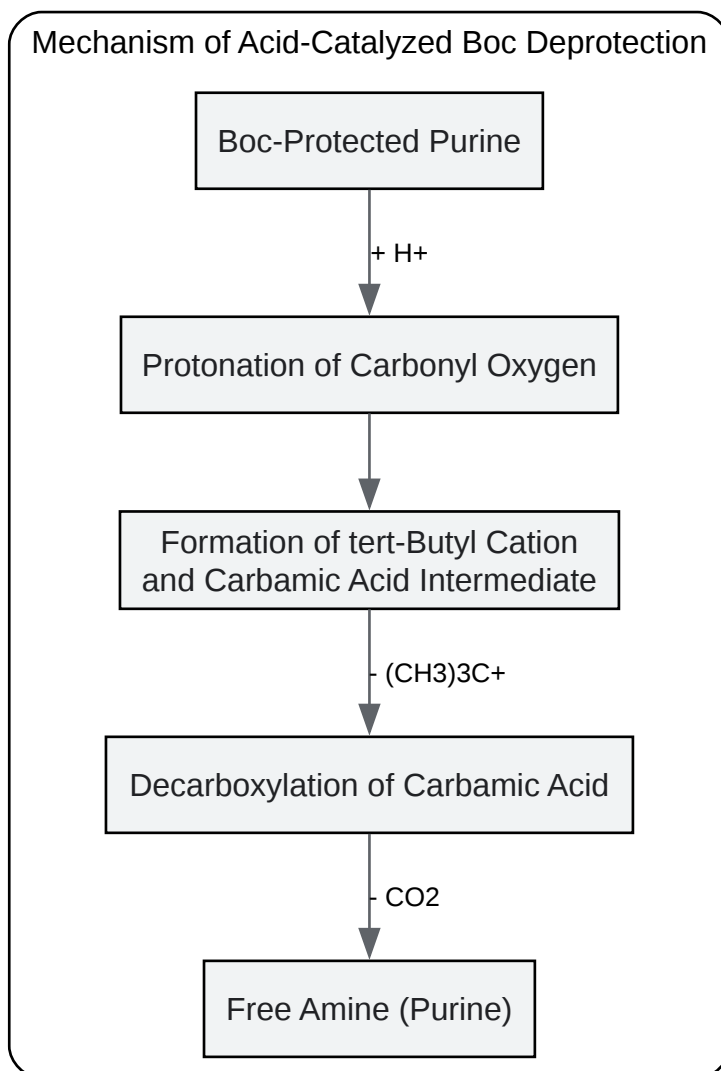 Mechanism of Acid-Catalyzed Boc Deprotection
Boc-Protected Purine
+ H+
Protonation of Carbonyl Oxygen
Formation of tert-Butyl Cation
and Carbamic Acid Intermediate
- (CH3)3C+
Decarboxylation of Carbamic Acid
- CO2
Free Amine (Purine)